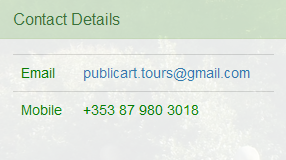 Contact Details
Email publicart.tours@gmail.com
Mobile +353 87 980 3018